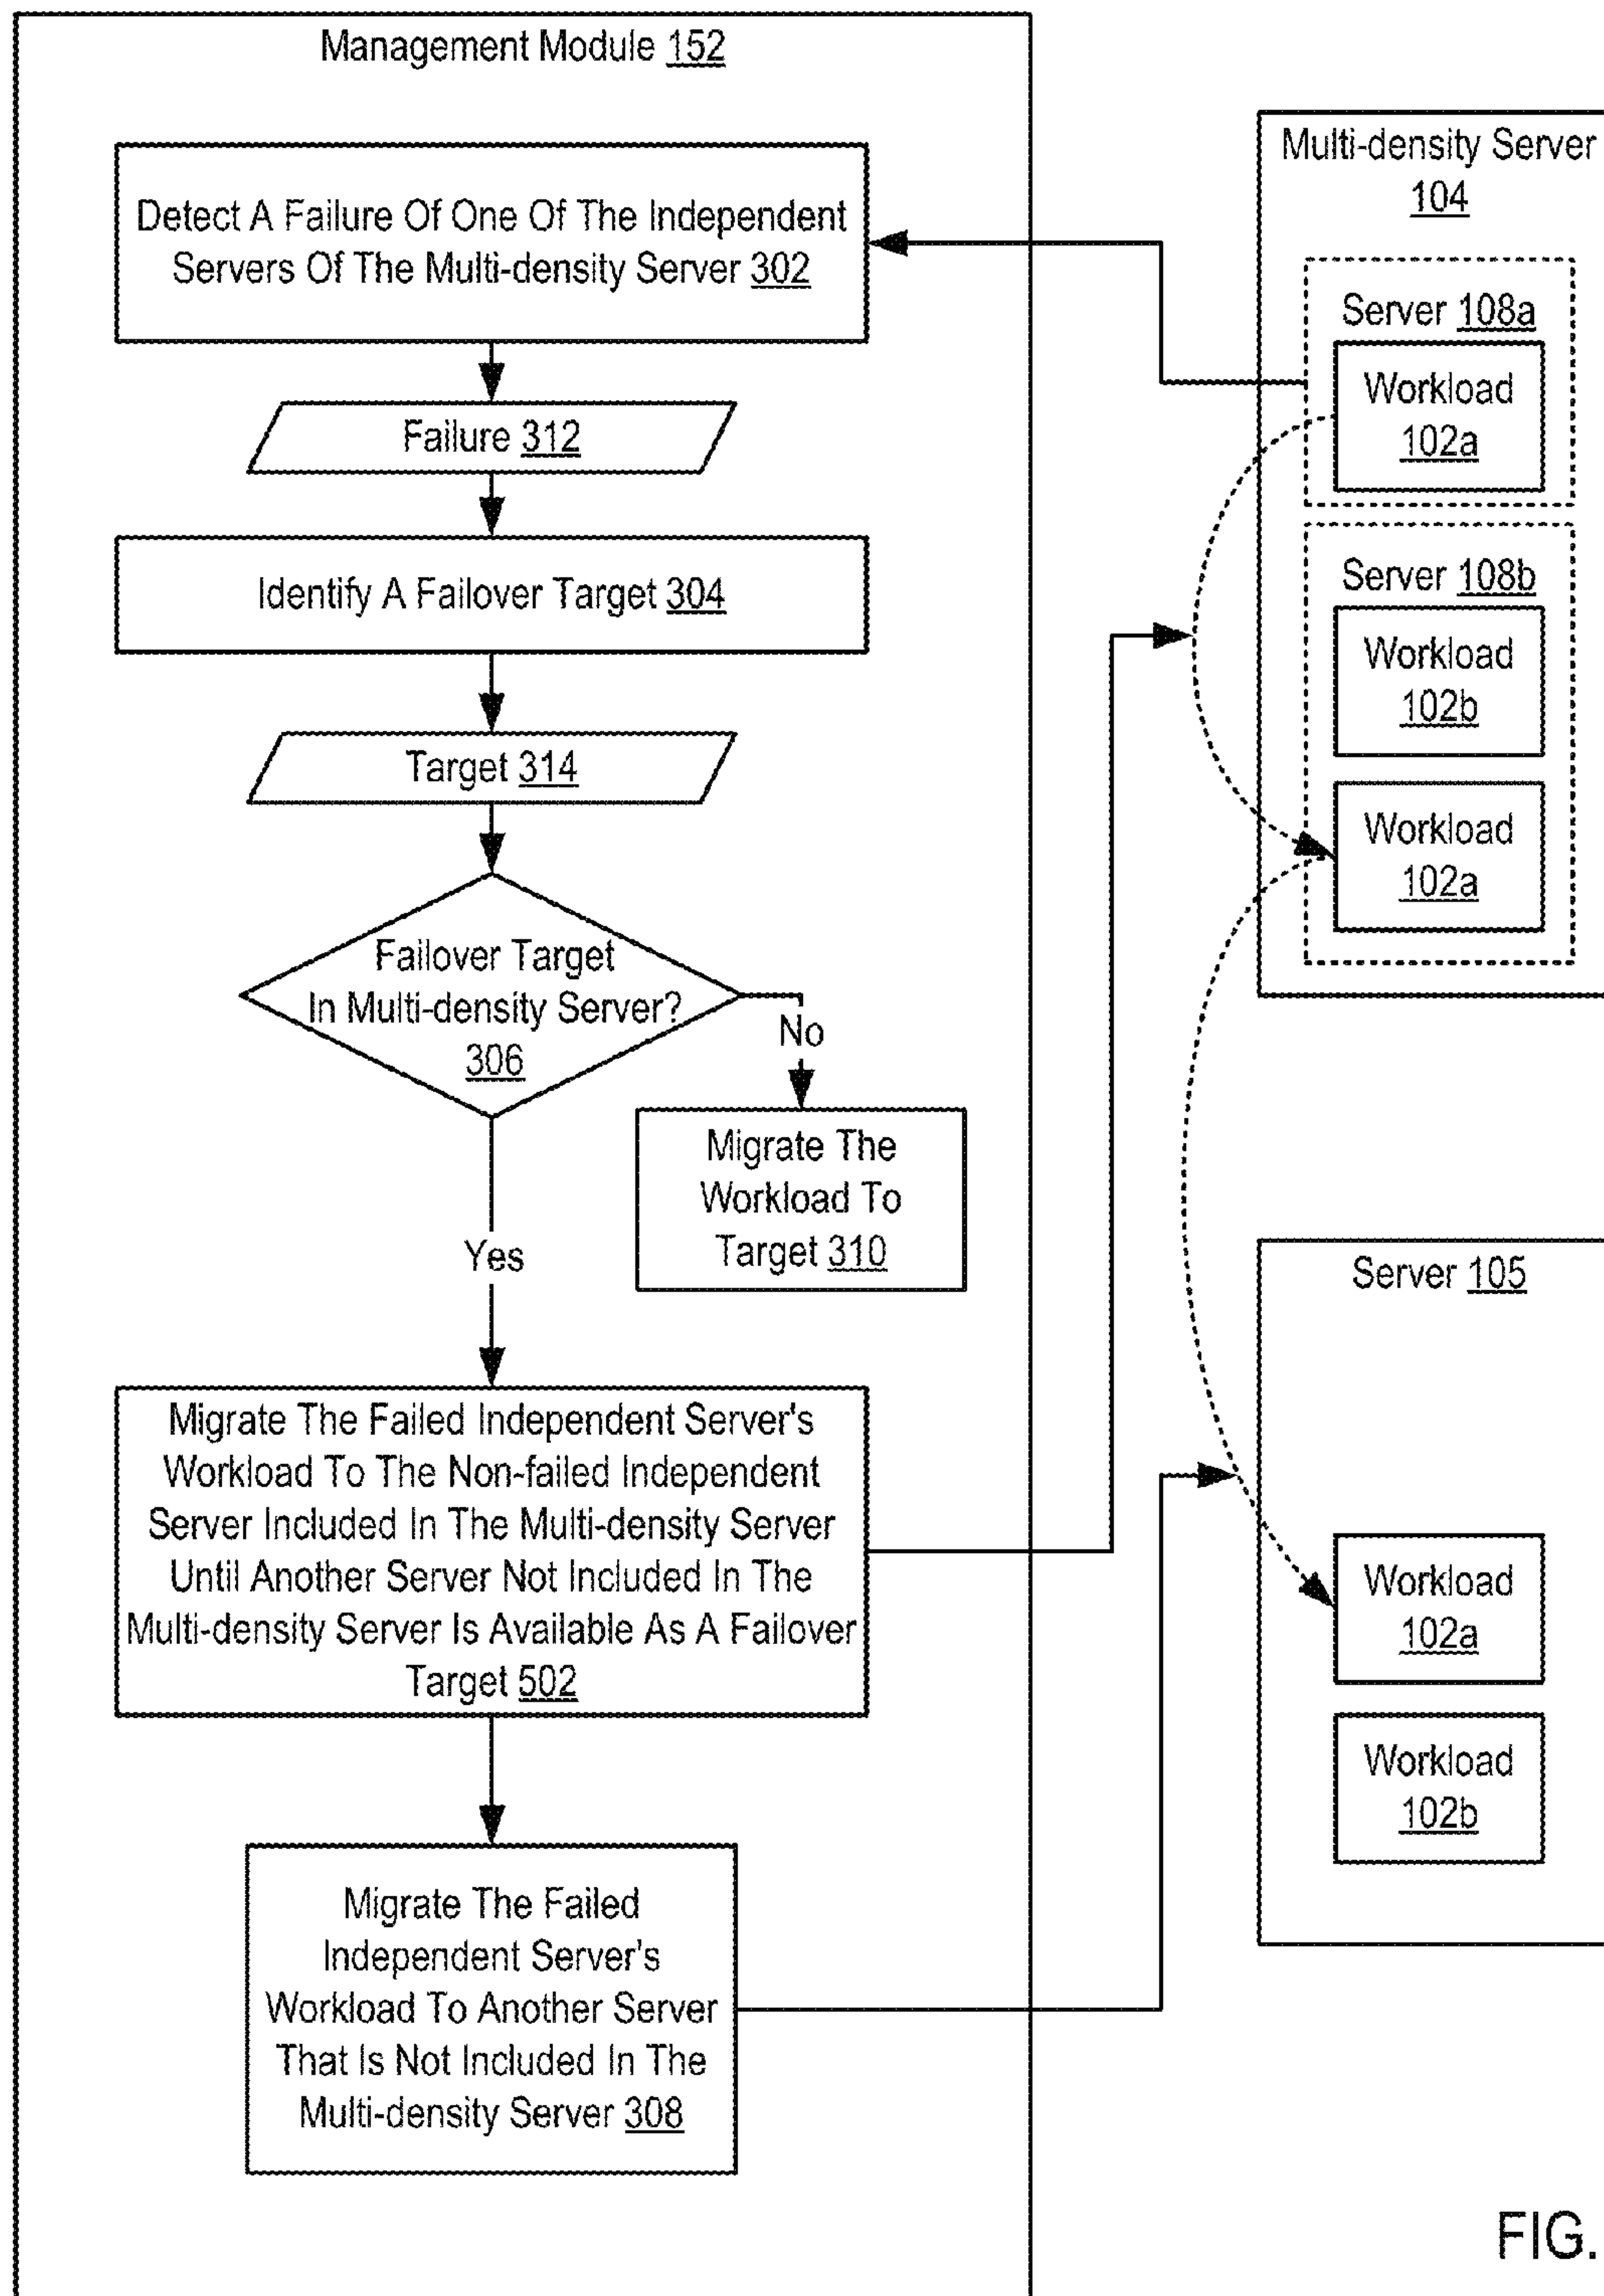 Management Module 152
Detect A Failure Of One Of The Independent
Servers Of The Multi-density Server 302
Failure 312
Identify A Failover Target 304
Target 314
Failover Target
In Multi-density Server?
306
No
Migrate The
Workload To
Target 310
Yes
Migrate The Failed Independent Server's
Workload To The Non-failed Independent
Server Included In The Multi-density Server
Until Another Server Not Included In The
Multi-density Server Is Available As A Failover
Target 502
Migrate The Failed
Independent Server's
Workload To Another Server
That Is Not Included In The
Multi-density Server 308
Multi-density Server
104
Server 108a
Workload
102a
Server 108b
Workload
102b
Workload
102a
Server 105
Workload
102a
Workload
102b
FIG.